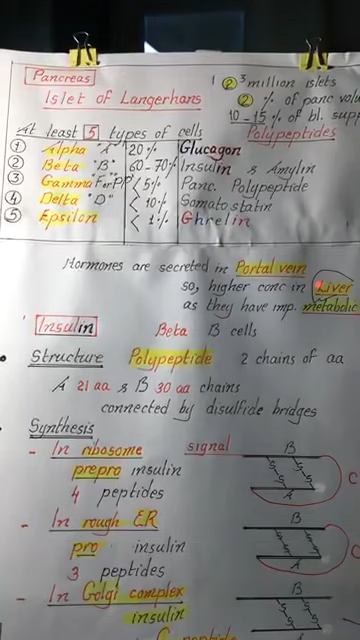 Pancreas
1 ② 3 million islets
Islet of Langerhans
② % of panc
10 - 15 % of bl. supp
At least 5 types of cells
Polypeptides
① Alpha "A" 20 % Glucagon
② Beta "B" 60 - 70 % Insulin & Amylin
③ Gamma "F or PP" < 5 % Panc. Polypeptide
④ Delta "D" < 10 % Somatostatin
⑤ Epsilon < 1 % Ghrelin
Hormones are secreted in Portal vein
so, higher conc in Liver
as they have imp. metabolic
Insulin Beta B cells
• Structure Polypeptide 2 chains of aa
A 21 aa & B 30 aa chains
connected by disulfide bridges
• Synthesis
- In ribosome signal B
prepro insulin S S S S
4 peptides A C
- In rough ER B
pro insulin S S S S
3 peptides A C
- In Golgi complex B
insulin S S S S
C peptide A